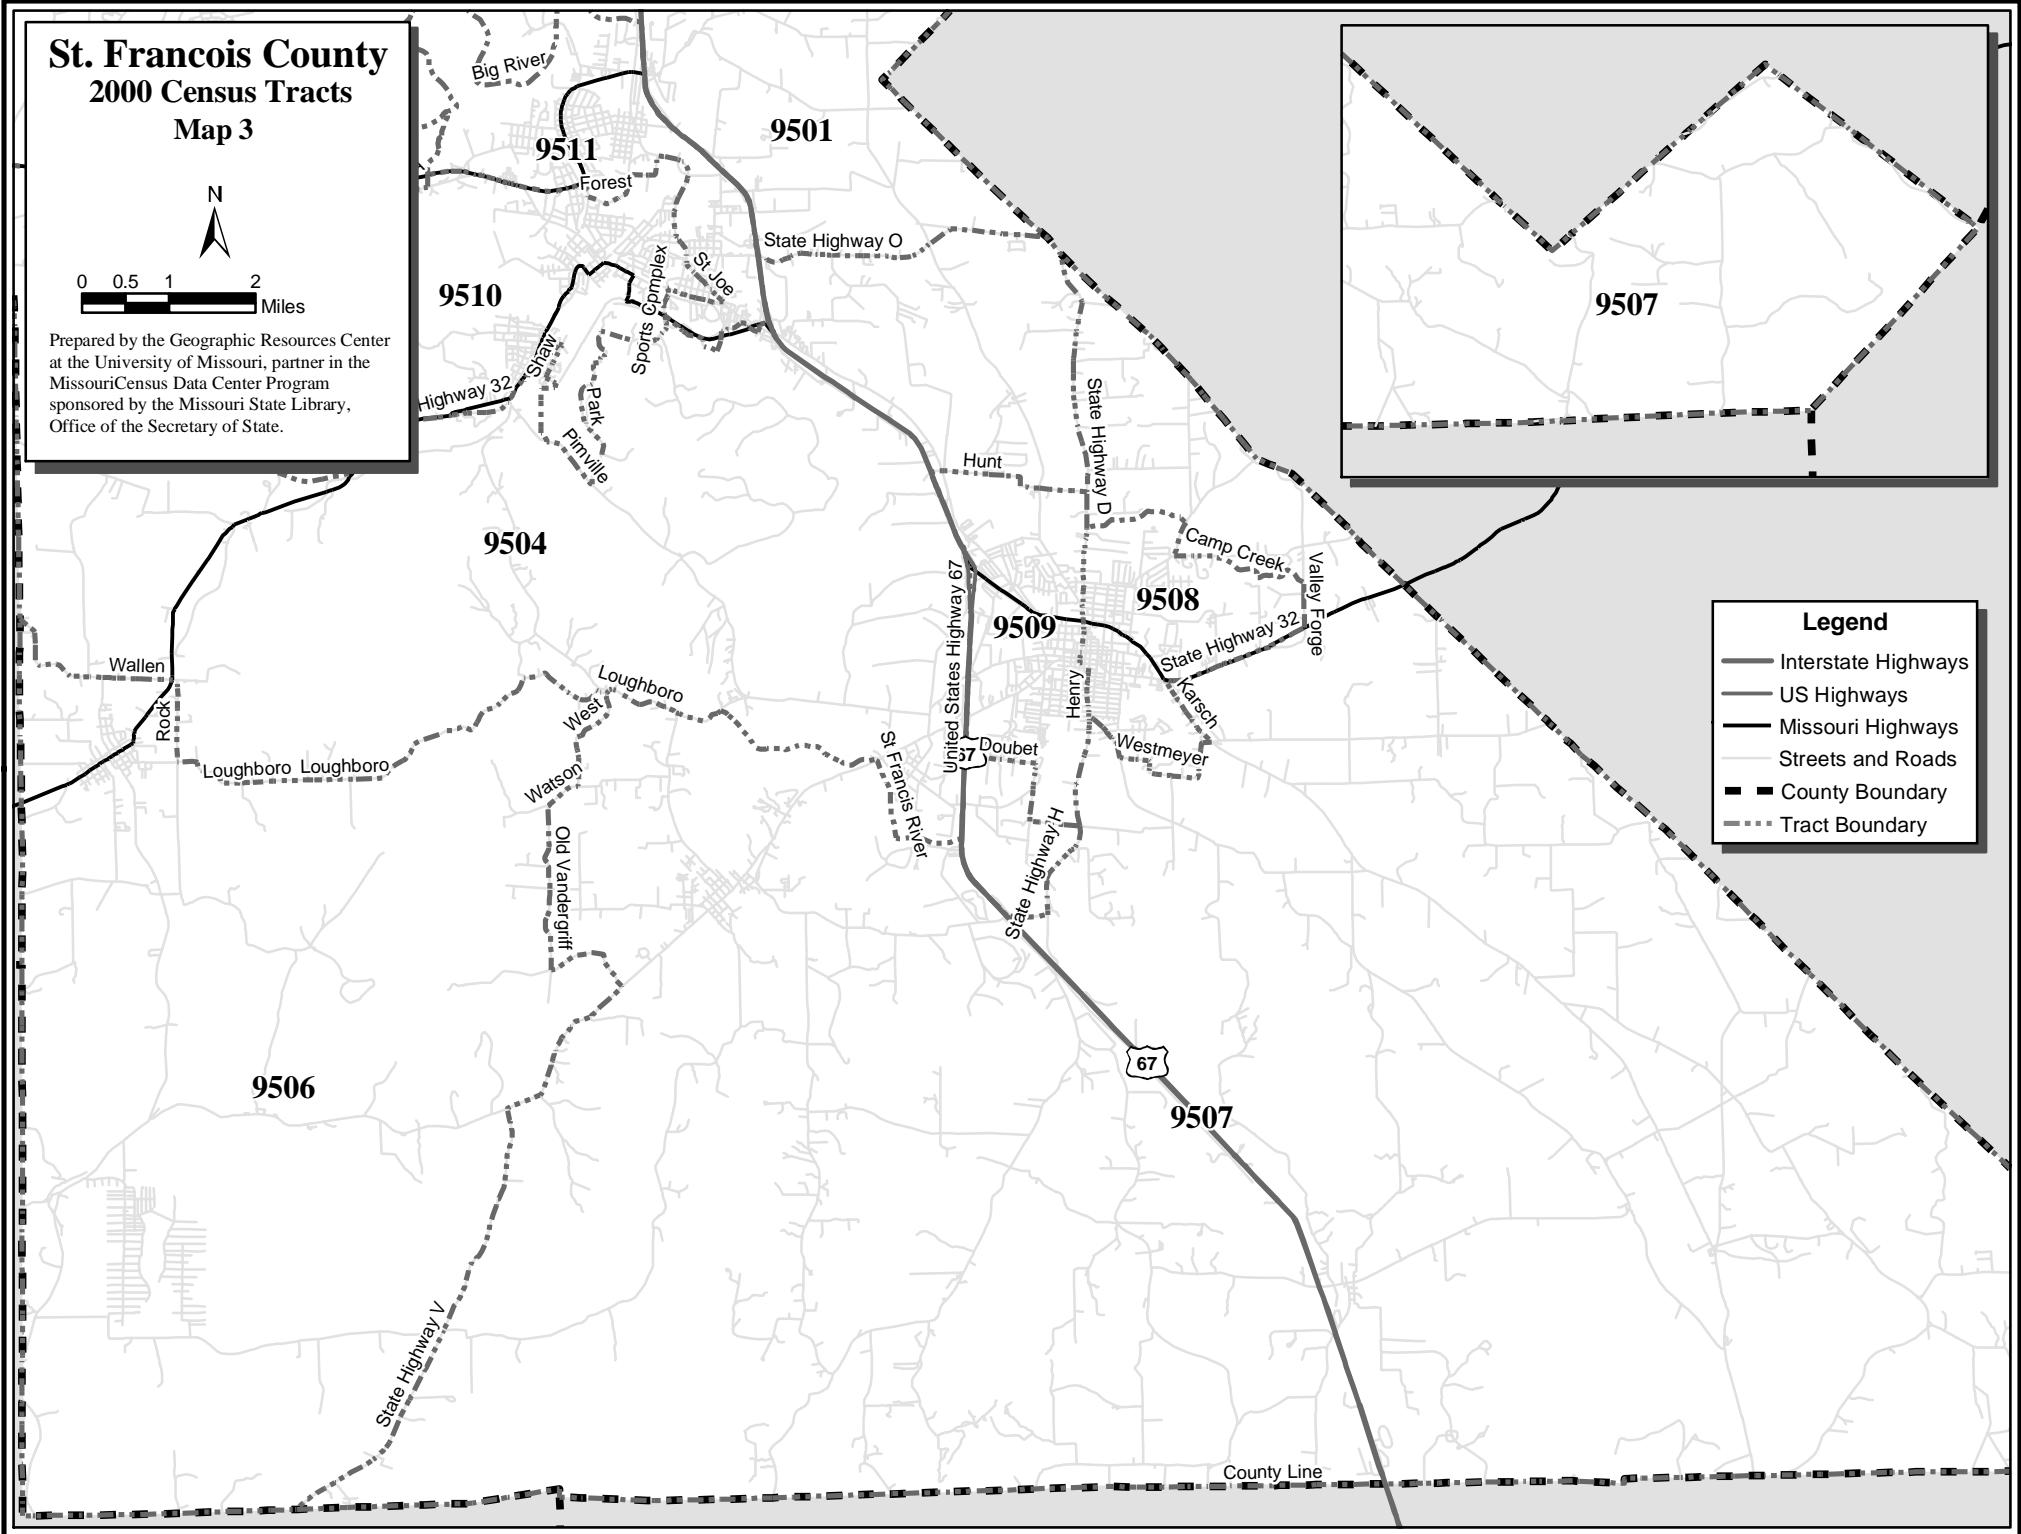 St. Francois County
2000 Census Tracts
Map 3
N
0 0.5 1 2
Miles
Prepared by the Geographic Resources Center
at the University of Missouri, partner in the
MissouriCensus Data Center Program
sponsored by the Missouri State Library,
Office of the Secretary of State.
Big River
9501
9511
Forest
State Highway O
St Joe
Sports Complex
9510
Shaw
Highway 32
Park
Pimville
9507
State Highway D
Hunt
9504
Camp Creek
Valley Forge
United States Highway 67
9508
9509
State Highway 32
Legend
Interstate Highways
US Highways
Missouri Highways
Streets and Roads
County Boundary
Tract Boundary
Wallen
Rock
Loughboro
West
Henry
Karsch
Loughboro Loughboro
Watson
St Francis River
67
Doubet
Westmeyer
Old Vandergriff
State Highway H
67
9506
9507
State Highway V
County Line